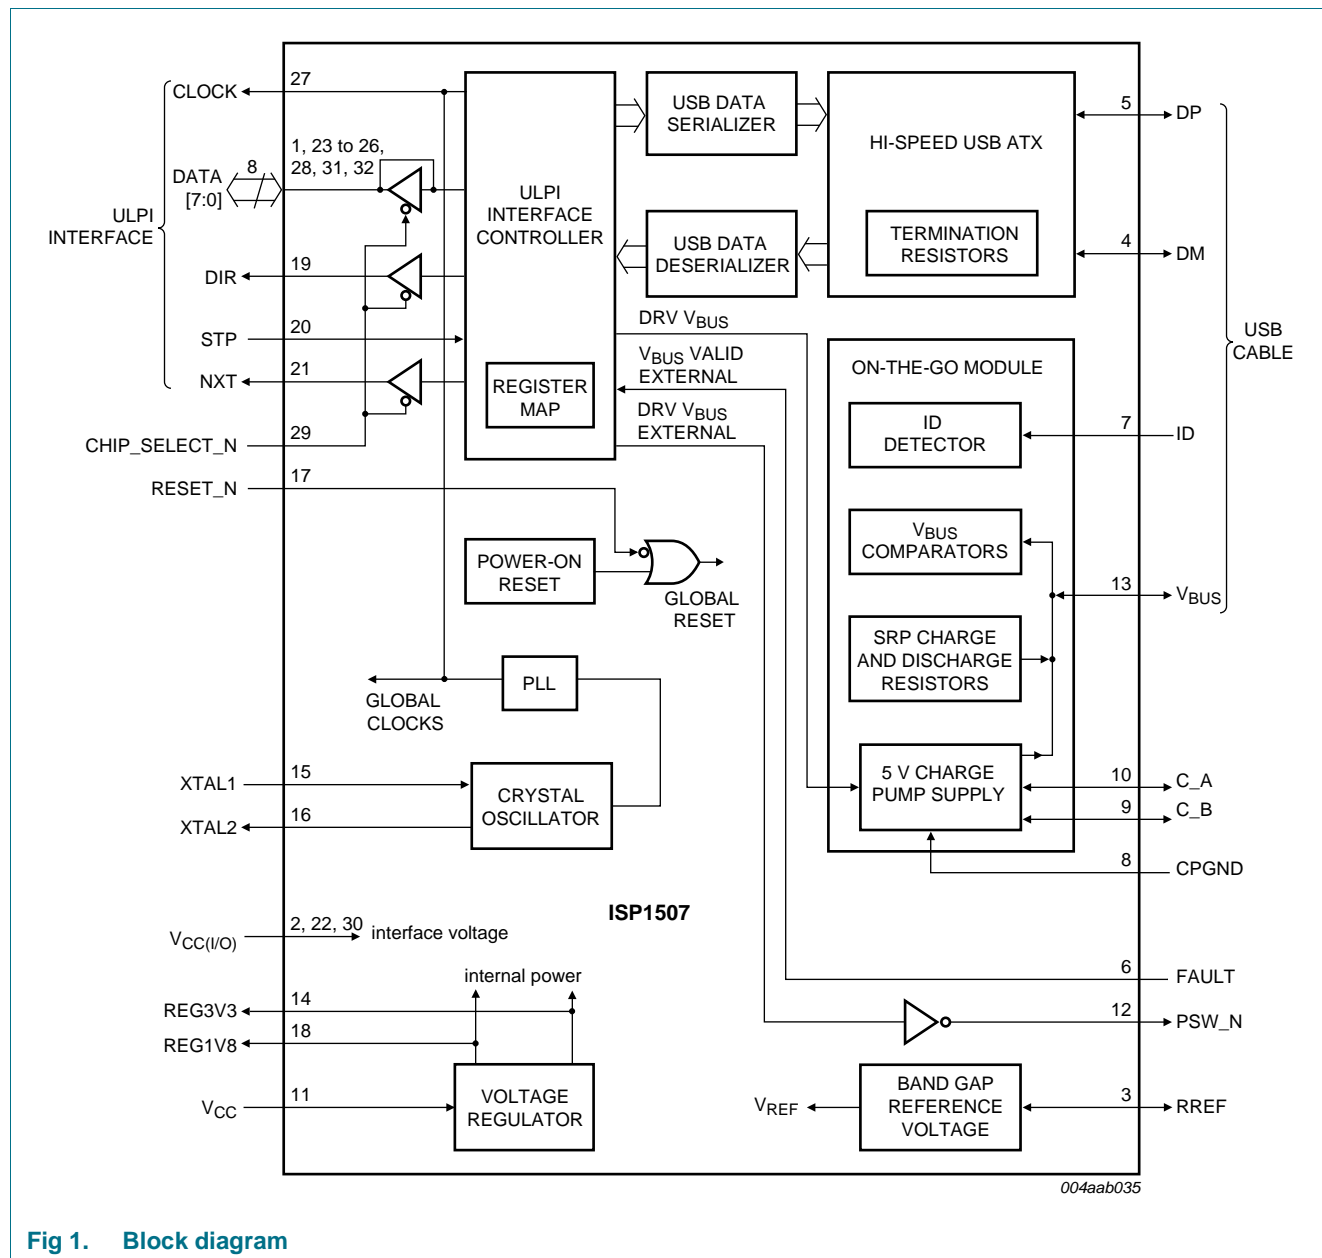 CLOCK
27
DATA
[7:0]
8
1, 23 to 26,
28, 31, 32
ULPI
INTERFACE
DIR
19
STP
20
NXT
21
CHIP_SELECT_N
29
RESET_N
17
ULPI
INTERFACE
CONTROLLER
REGISTER
MAP
USB DATA
SERIALIZER
USB DATA
DESERIALIZER
HI-SPEED USB ATX
TERMINATION
RESISTORS
5
DP
4
DM
USB
CABLE
DRV VBUS
VBUS VALID
EXTERNAL
DRV VBUS
EXTERNAL
ON-THE-GO MODULE
ID
DETECTOR
7
ID
VBUS
COMPARATORS
13
VBUS
SRP CHARGE
AND DISCHARGE
RESISTORS
5 V CHARGE
PUMP SUPPLY
10
C_A
9
C_B
8
CPGND
POWER-ON
RESET
GLOBAL
RESET
PLL
GLOBAL
CLOCKS
XTAL1
15
XTAL2
16
CRYSTAL
OSCILLATOR
ISP1507
VCC(I/O)
2, 22, 30
interface voltage
internal power
REG3V3
14
REG1V8
18
VCC
11
VOLTAGE
REGULATOR
6
FAULT
12
PSW_N
VREF
BAND GAP
REFERENCE
VOLTAGE
3
RREF
004aab035
Fig 1. Block diagram